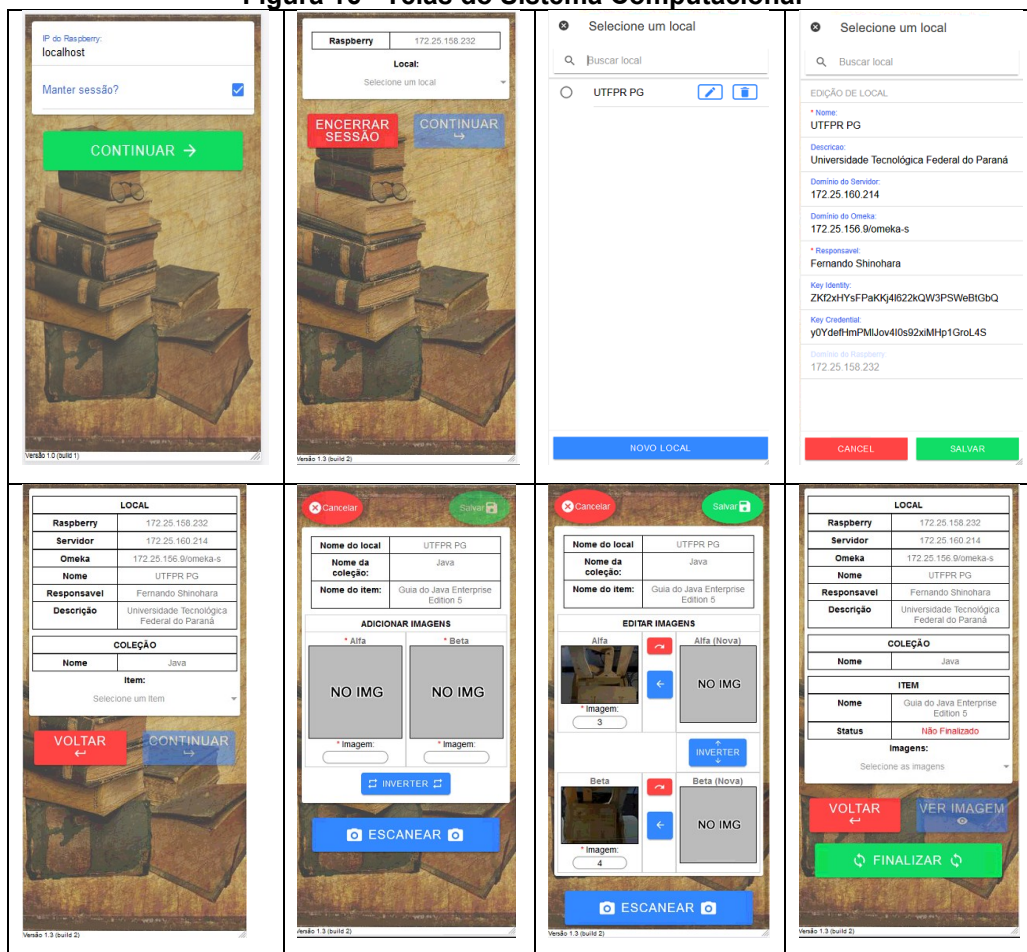 Figura 10 - Telas do Sistema Computacional
IP do Raspberry:
localhost
Manter sessão?
CONTINUAR →
Versão 1.0 (build 1)
Raspberry 172.25.158.232
Local:
Selecione um local
ENCERRAR
SESSÃO
CONTINUAR
Versão 1.3 (build 2)
Selecione um local
Buscar local
UTFPR PG
NOVO LOCAL
Selecione um local
Buscar local
EDIÇÃO DE LOCAL
* Nome:
UTFPR PG
Descricao:
Universidade Tecnológica Federal do Paraná
Domínio do Servidor:
172.25.160.214
Domínio do Omeka:
172.25.156.9/omeka-s
* Responsavel:
Fernando Shinohara
Key Identity:
ZKf2xHYsFPaKKj4I622kQW3PSWeBtGbQ
Key Credential:
y0YdefHmPMIJov4I0s92xiMHp1GroL4S
Domínio do Raspberry:
172.25.158.232
CANCEL SALVAR
LOCAL
Raspberry 172.25.158.232
Servidor 172.25.160.214
Omeka 172.25.156.9/omeka-s
Nome UTFPR PG
Responsavel Fernando Shinohara
Descrição Universidade Tecnológica
Federal do Paraná
COLEÇÃO
Nome Java
Item:
Selecione um Item
VOLTAR CONTINUAR
Versão 1.3 (build 2)
Cancelar Salvar
Nome do local UTFPR PG
Nome da
coleção:
Java
Nome do item: Guia do Java Enterprise
Edition 5
ADICIONAR IMAGENS
* Alfa * Beta
NO IMG NO IMG
* Imagem: * Imagem:
INVERTER
ESCANEAR
Versão 1.3 (build 2)
Cancelar Salvar
Nome do local UTFPR PG
Nome da
coleção:
Java
Nome do item: Guia do Java Enterprise
Edition 5
EDITAR IMAGENS
Alfa Alfa (Nova)
NO IMG
* Imagem:
3
INVERTER
Beta Beta (Nova)
NO IMG
* Imagem:
4
ESCANEAR
Versão 1.3 (build 2)
LOCAL
Raspberry 172.25.158.232
Servidor 172.25.160.214
Omeka 172.25.156.9/omeka-s
Nome UTFPR PG
Responsavel Fernando Shinohara
Descrição Universidade Tecnológica
Federal do Paraná
COLEÇÃO
Nome Java
ITEM
Nome Guia do Java Enterprise
Edition 5
Status Não Finalizado
Imagens:
Selecione as imagens
VOLTAR VER IMAGEM
FINALIZAR
Versão 1.3 (build 2)